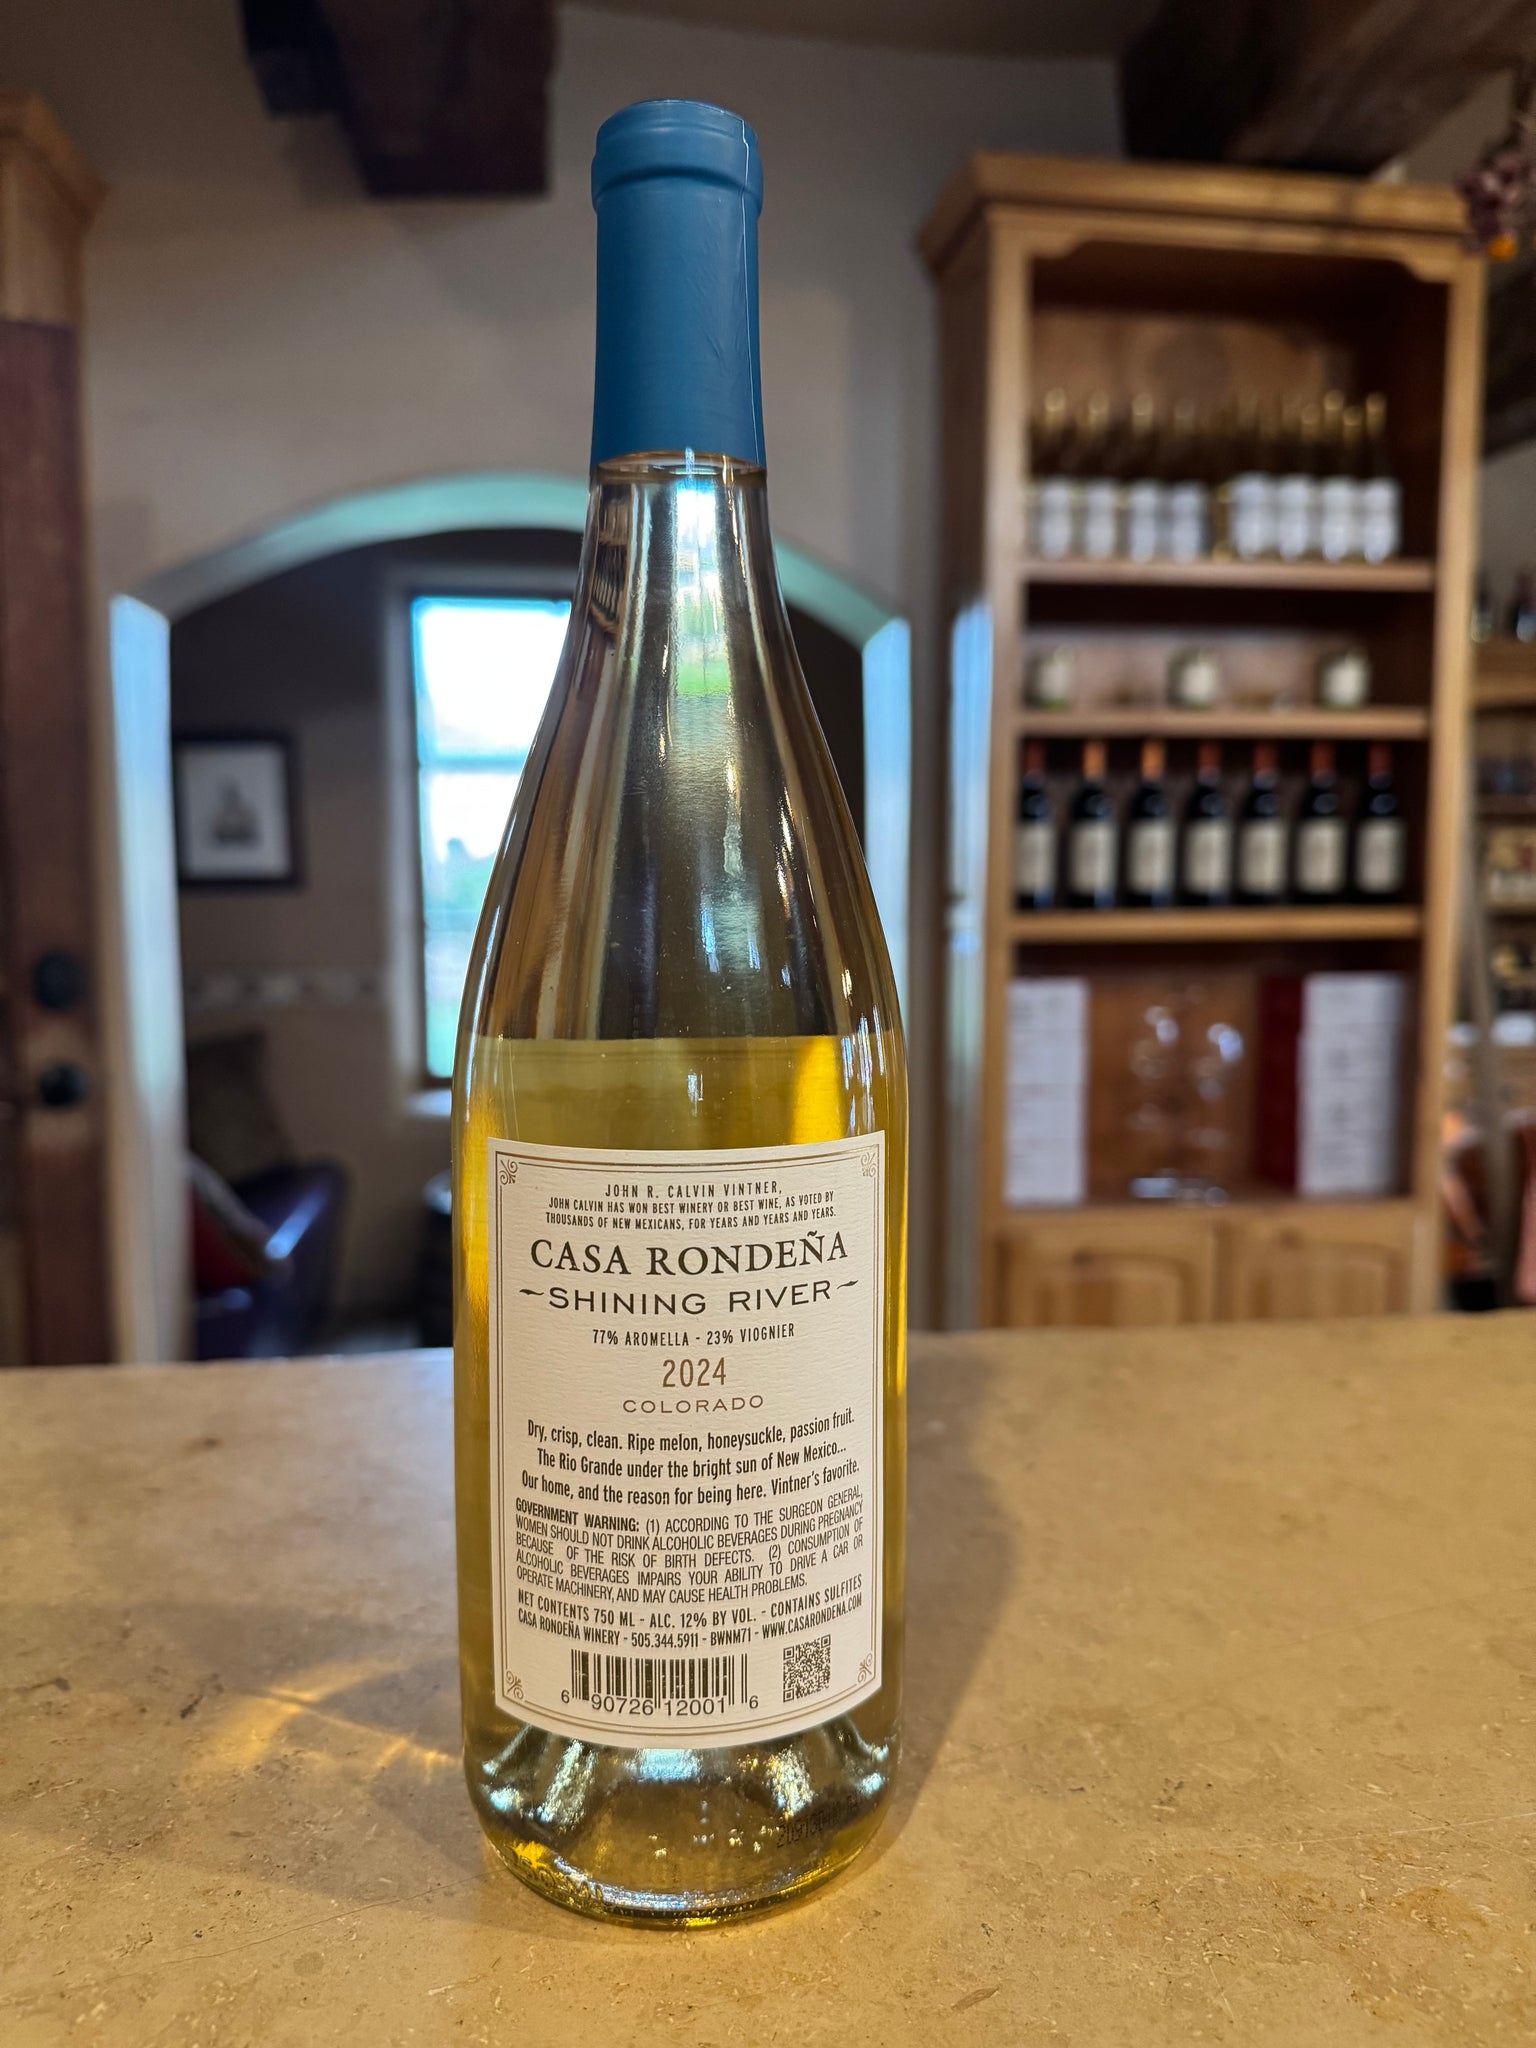 JOHN R. CALVIN VINTNER,
JOHN CALVIN HAS WON BEST WINERY OR BEST WINE, AS VOTED BY
THOUSANDS OF NEW MEXICANS, FOR YEARS AND YEARS AND YEARS.
CASA RONDEÑA
~SHINING RIVER~
77% AROMELLA - 23% VIOGNIER
2024
COLORADO
Dry, crisp, clean. Ripe melon, honeysuckle, passion fruit.
The Rio Grande under the bright sun of New Mexico...
Our home, and the reason for being here. Vintner's favorite.
GOVERNMENT WARNING: (1) ACCORDING TO THE SURGEON GENERAL,
WOMEN SHOULD NOT DRINK ALCOHOLIC BEVERAGES DURING PREGNANCY
BECAUSE OF THE RISK OF BIRTH DEFECTS. (2) CONSUMPTION OF
ALCOHOLIC BEVERAGES IMPAIRS YOUR ABILITY TO DRIVE A CAR OR
OPERATE MACHINERY, AND MAY CAUSE HEALTH PROBLEMS.
NET CONTENTS 750 ML - ALC. 12% BY VOL. - CONTAINS SULFITES
CASA RONDEÑA WINERY - 505.344.5911 - BWNM71 - WWW.CASARONDENA.COM
6 90726 12001 6